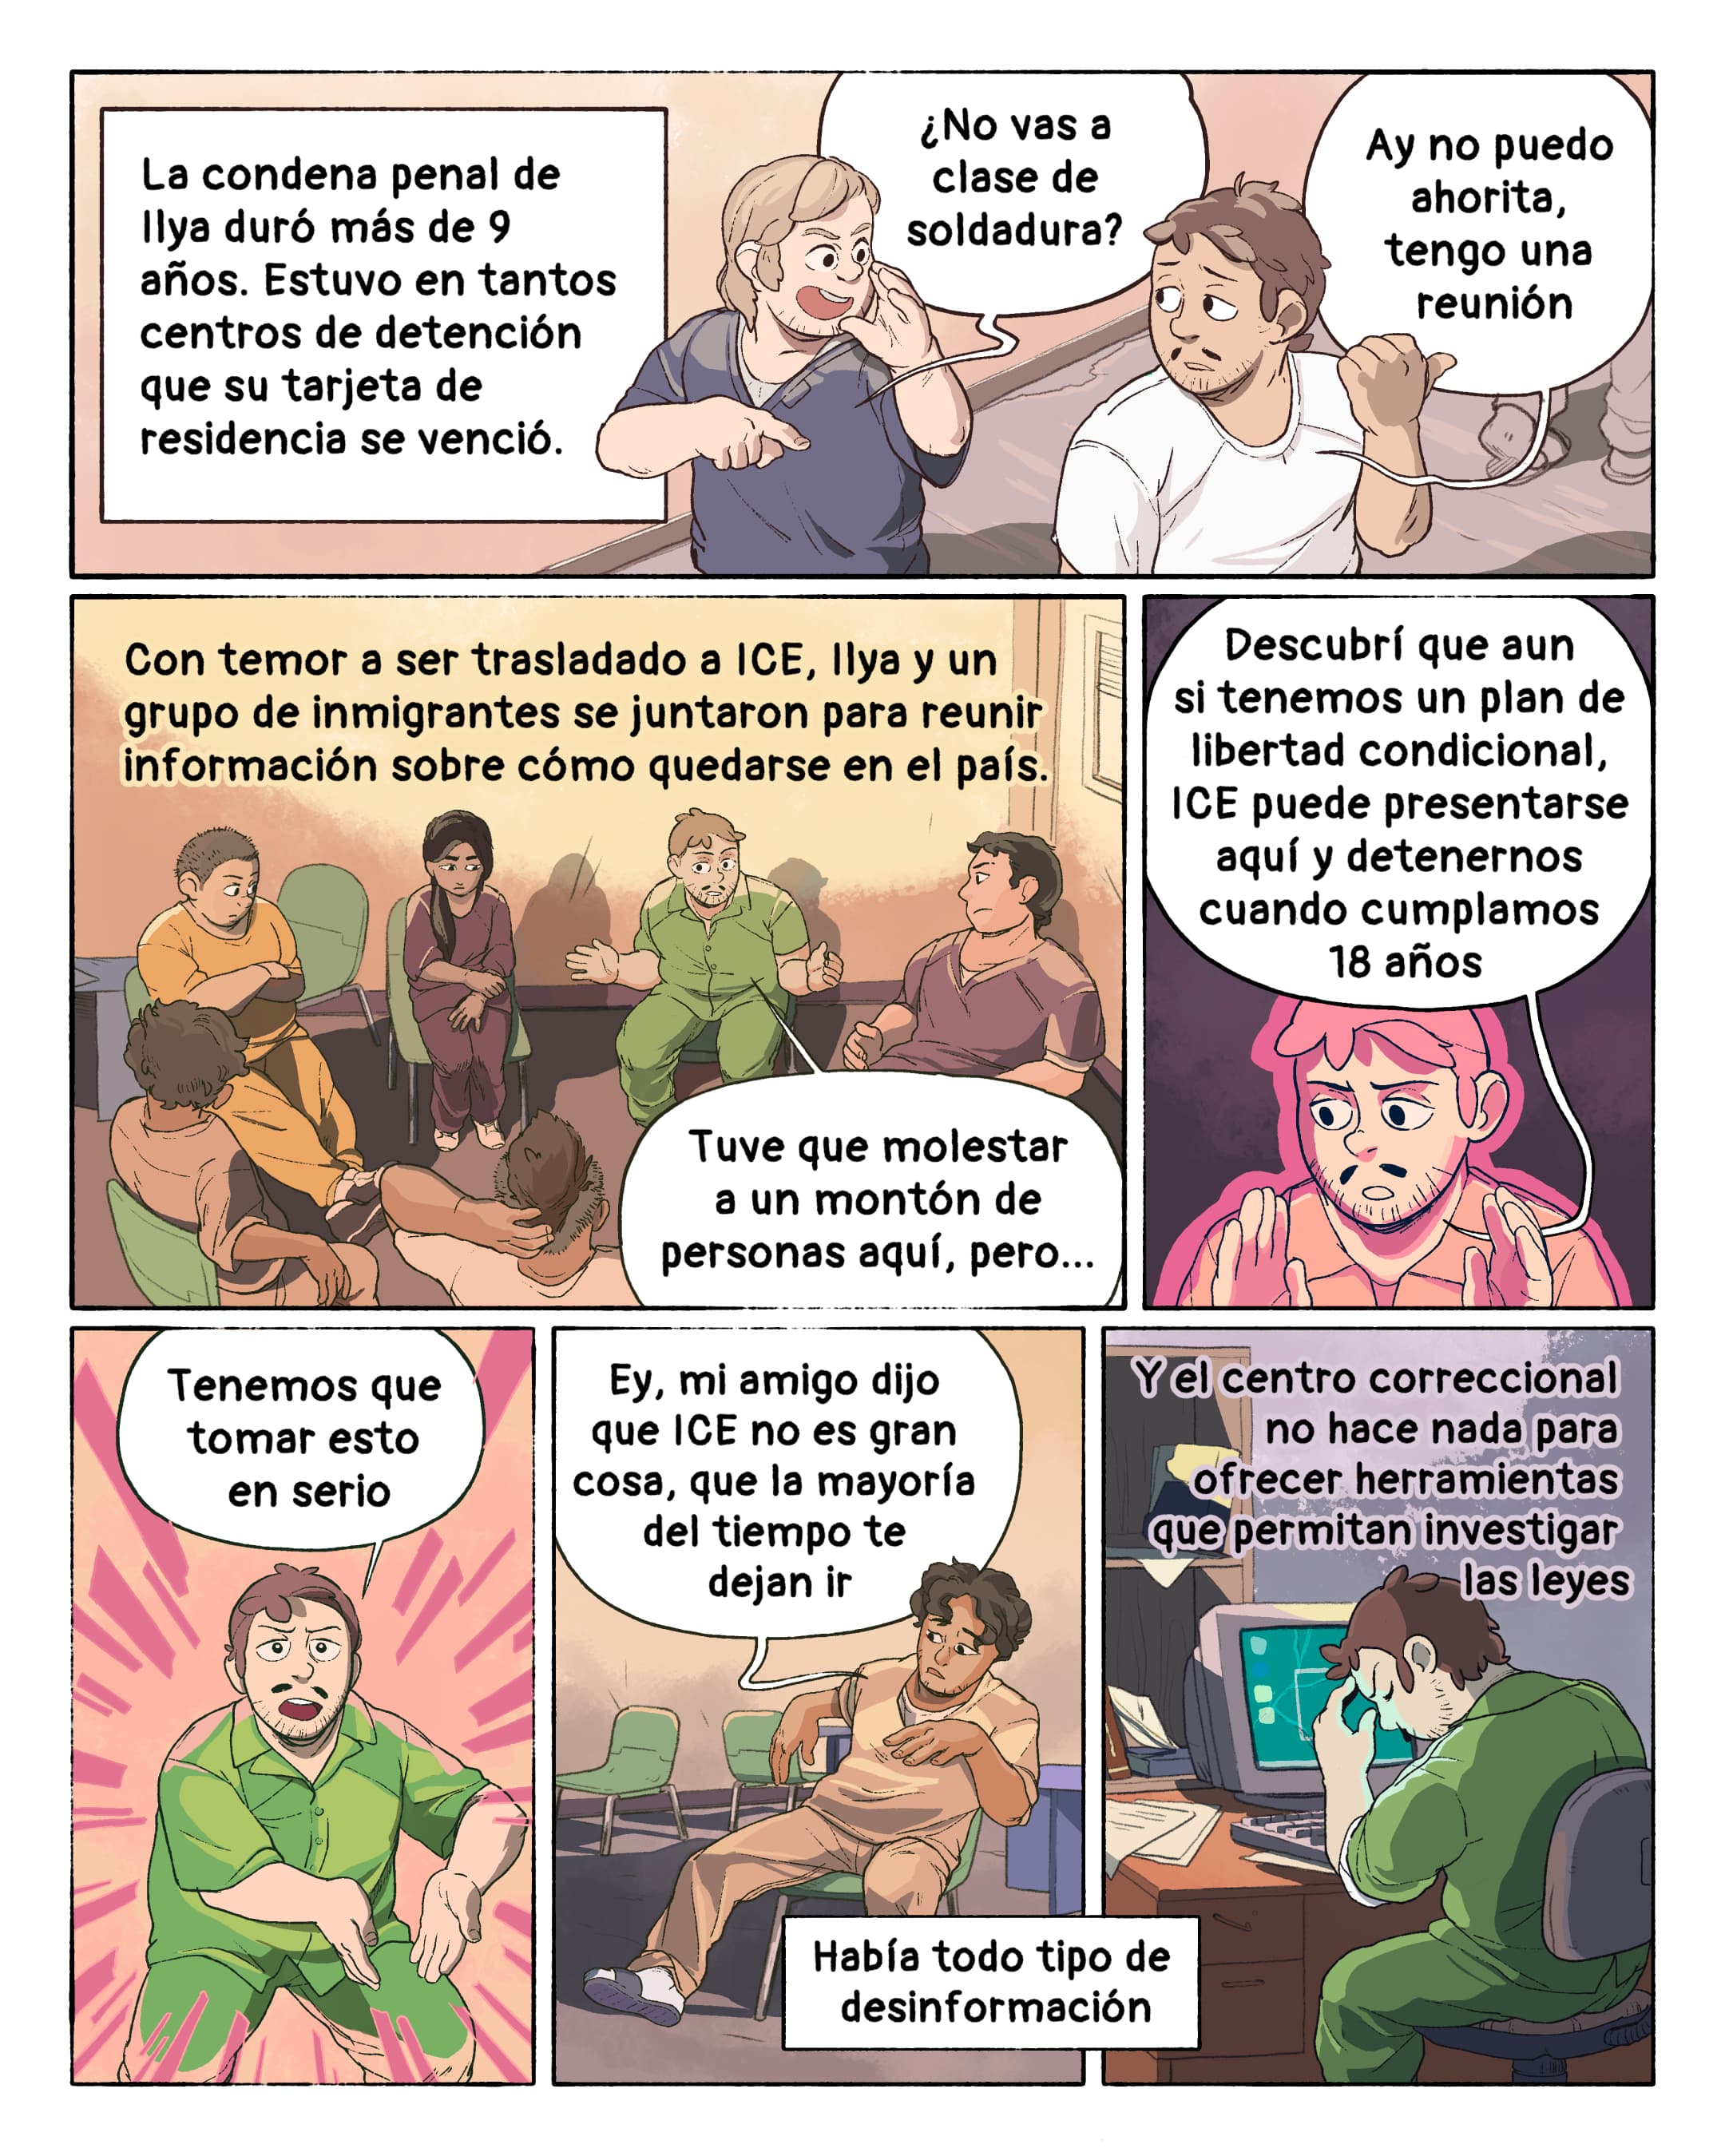 La condena penal de
Ilya duró más de 9
años. Estuvo en tantos
centros de detención
que su tarjeta de
residencia se venció.
¿No vas a
clase de
soldadura?
Ay no puedo
ahorita,
tengo una
reunión
Con temor a ser trasladado a ICE, Ilya y un
grupo de inmigrantes se juntaron para reunir
información sobre cómo quedarse en el país.
Tuve que molestar
a un montón de
personas aquí, pero...
Descubrí que aun
si tenemos un plan de
libertad condicional,
ICE puede presentarse
aquí y detenernos
cuando cumplamos
18 años
Tenemos que
tomar esto
en serio
Ey, mi amigo dijo
que ICE no es gran
cosa, que la mayoría
del tiempo te
dejan ir
Había todo tipo de
desinformación
Y el centro correccional
no hace nada para
ofrecer herramientas
que permitan investigar
las leyes